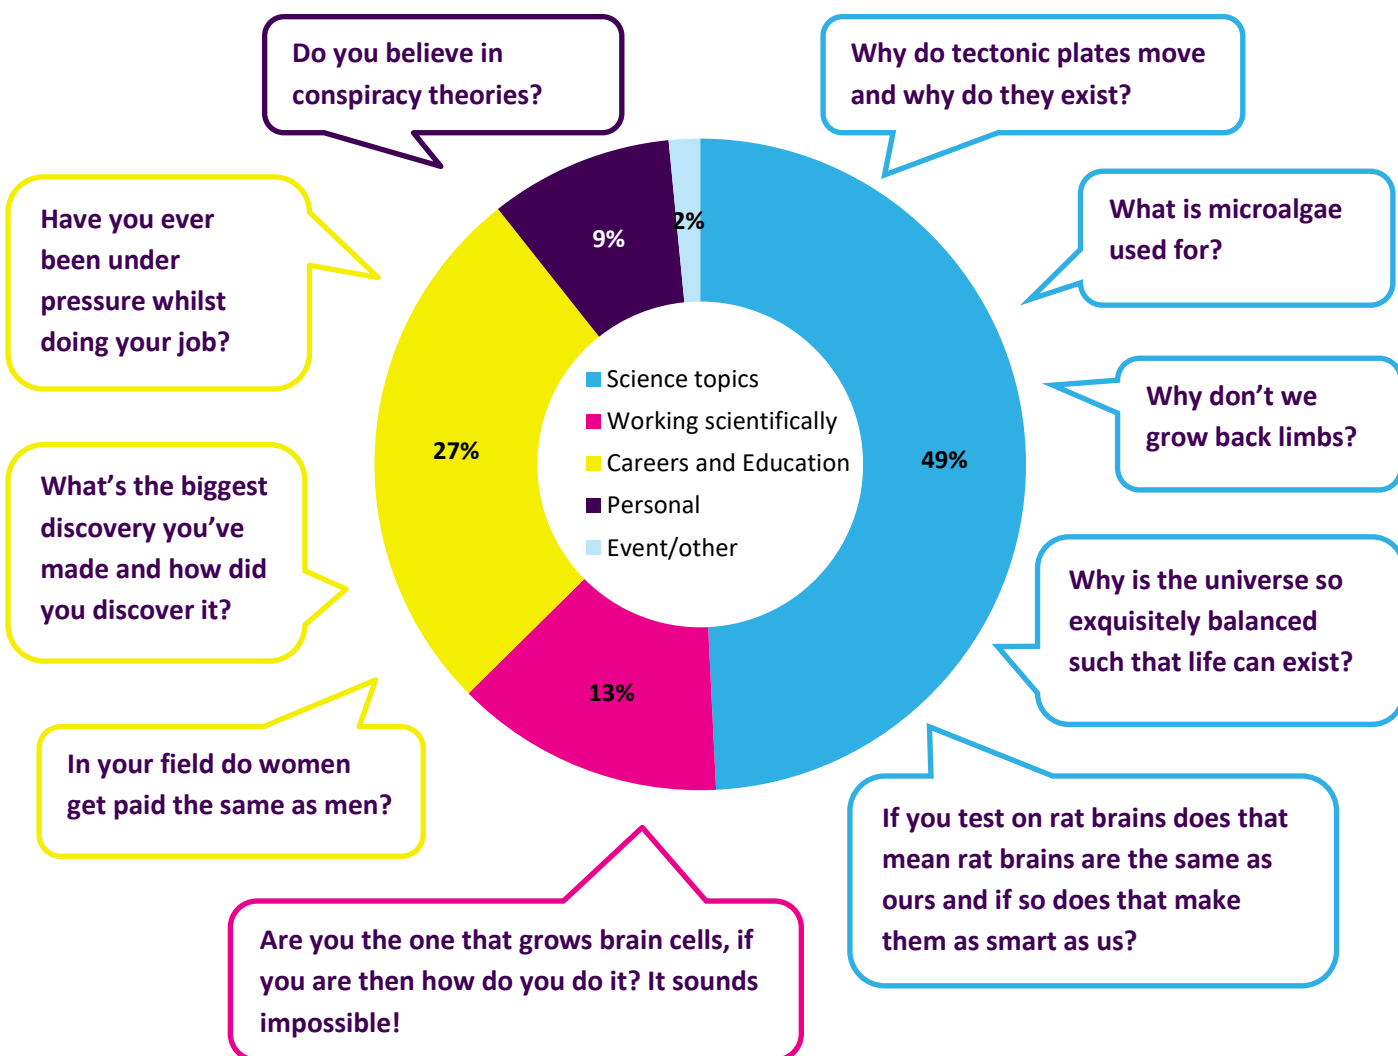 Do you believe in
conspiracy theories?
Why do tectonic plates move
and why do they exist?
Have you ever
been under
pressure whilst
doing your job?
What is microalgae
used for?
9%
2%
Science topics
Working scientifically
Careers and Education
Personal
Event/other
27%
49%
13%
Why don’t we
grow back limbs?
What’s the biggest
discovery you’ve
made and how did
you discover it?
Why is the universe so
exquisitely balanced
such that life can exist?
In your field do women
get paid the same as men?
If you test on rat brains does that
mean rat brains are the same as
ours and if so does that make
them as smart as us?
Are you the one that grows brain cells, if
you are then how do you do it? It sounds
impossible!